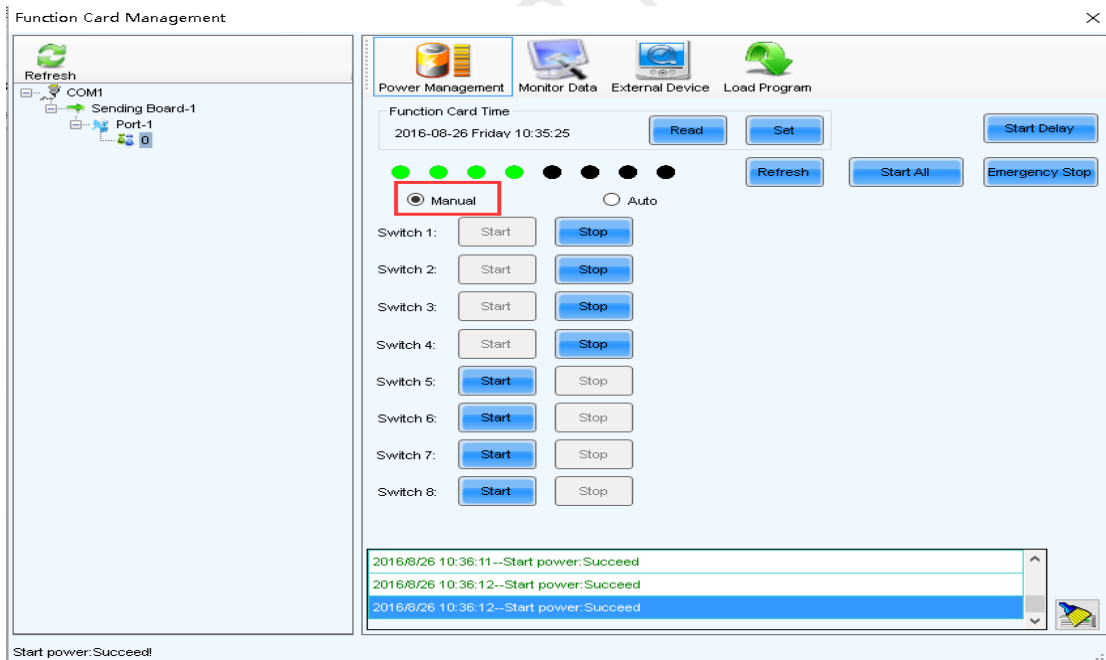 Function Card Management
Refresh
COM1
Sending Board-1
Port-1
0
Power Management Monitor Data External Device Load Program
Function Card Time
2016-08-26 Friday 10:35:25 Read Set Start Delay
Refresh Start All Emergency Stop
Manual Auto
Switch 1: Start Stop
Switch 2: Start Stop
Switch 3: Start Stop
Switch 4: Start Stop
Switch 5: Start Stop
Switch 6: Start Stop
Switch 7: Start Stop
Switch 8: Start Stop
2016/8/26 10:36:11--Start power:Succeed
2016/8/26 10:36:12--Start power:Succeed
2016/8/26 10:36:12--Start power:Succeed
Start power:Succeed!